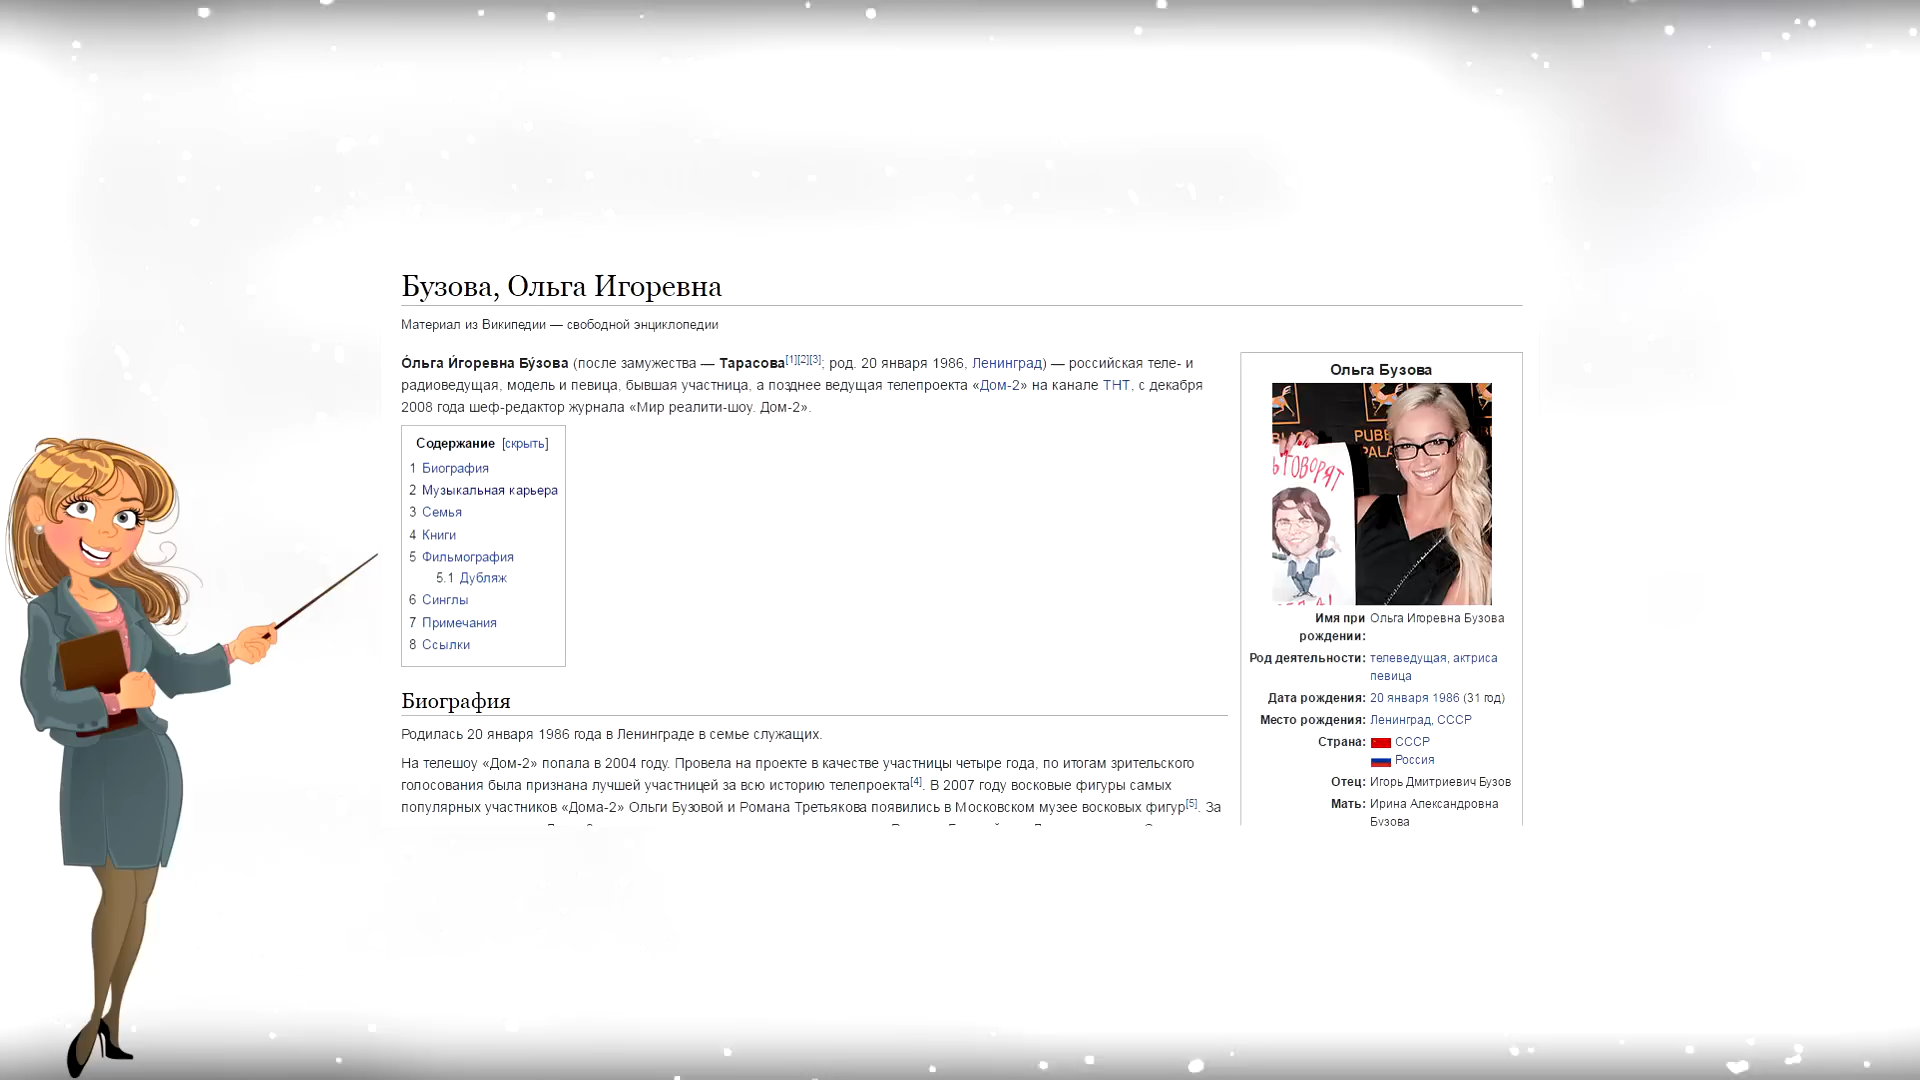 Бузова, Ольга Игоревна
Материал из Википедии — свободной энциклопедии
О́льга И́горевна Бу́зова (после замужества — Тарасова[1][2][3]; род. 20 января 1986, Ленинград) — российская теле- и
радиоведущая, модель и певица, бывшая участница, а позднее ведущая телепроекта «Дом-2» на канале ТНТ, с декабря
2008 года шеф-редактор журнала «Мир реалити-шоу. Дом-2».
Содержание [скрыть]
1 Биография
2 Музыкальная карьера
3 Семья
4 Книги
5 Фильмография
5.1 Дубляж
6 Синглы
7 Примечания
8 Ссылки
Биография
Родилась 20 января 1986 года в Ленинграде в семье служащих.
На телешоу «Дом-2» попала в 2004 году. Провела на проекте в качестве участницы четыре года, по итогам зрительского
голосования была признана лучшей участницей за всю историю телепроекта[4]. В 2007 году восковые фигуры самых
популярных участников «Дома-2» Ольги Бузовой и Романа Третьякова появились в Московском музее восковых фигур[5]. За
Ольга Бузова
ГОВОРЯТ
Имя при рождении: Ольга Игоревна Бузова
Род деятельности: телеведущая, актриса
певица
Дата рождения: 20 января 1986 (31 год)
Место рождения: Ленинград, СССР
Страна: СССР
Россия
Отец: Игорь Дмитриевич Бузов
Мать: Ирина Александровна
Бузова